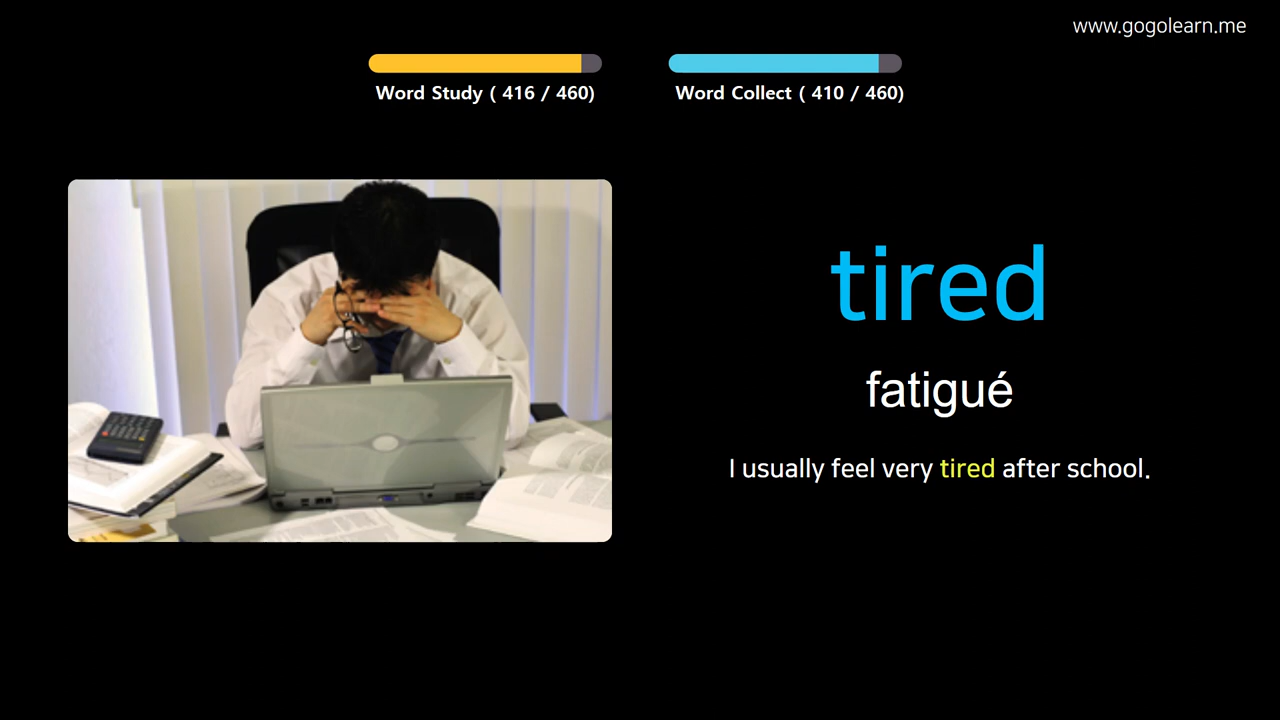 www.gogolearn.me
Word Study ( 416 / 460)
Word Collect ( 410 / 460)
tired
fatigué
I usually feel very tired after school.